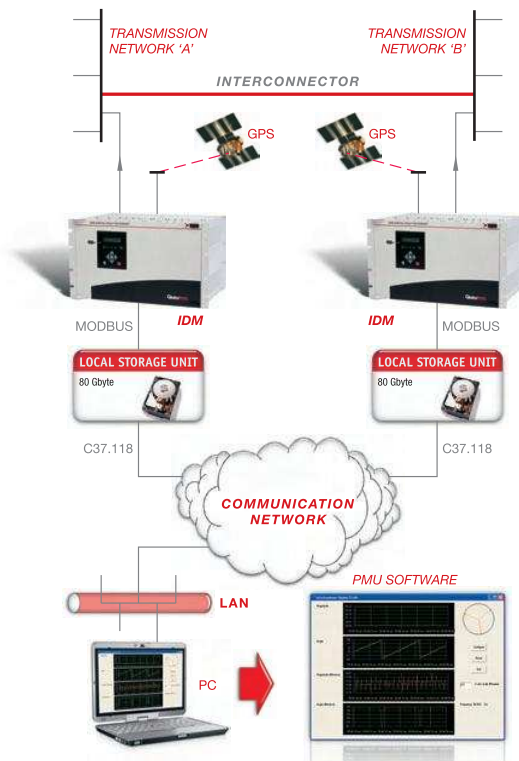 TRANSMISSION
NETWORK 'A'
TRANSMISSION
NETWORK 'B'
INTERCONNECTOR
GPS
GPS
IDM
IDM
MODBUS
MODBUS
LOCAL STORAGE UNIT
80 Gbyte
LOCAL STORAGE UNIT
80 Gbyte
C37.118
C37.118
COMMUNICATION
NETWORK
LAN
PMU SOFTWARE
PC